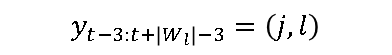 y_{t-3:t+|W_l|-3} = (j, l)